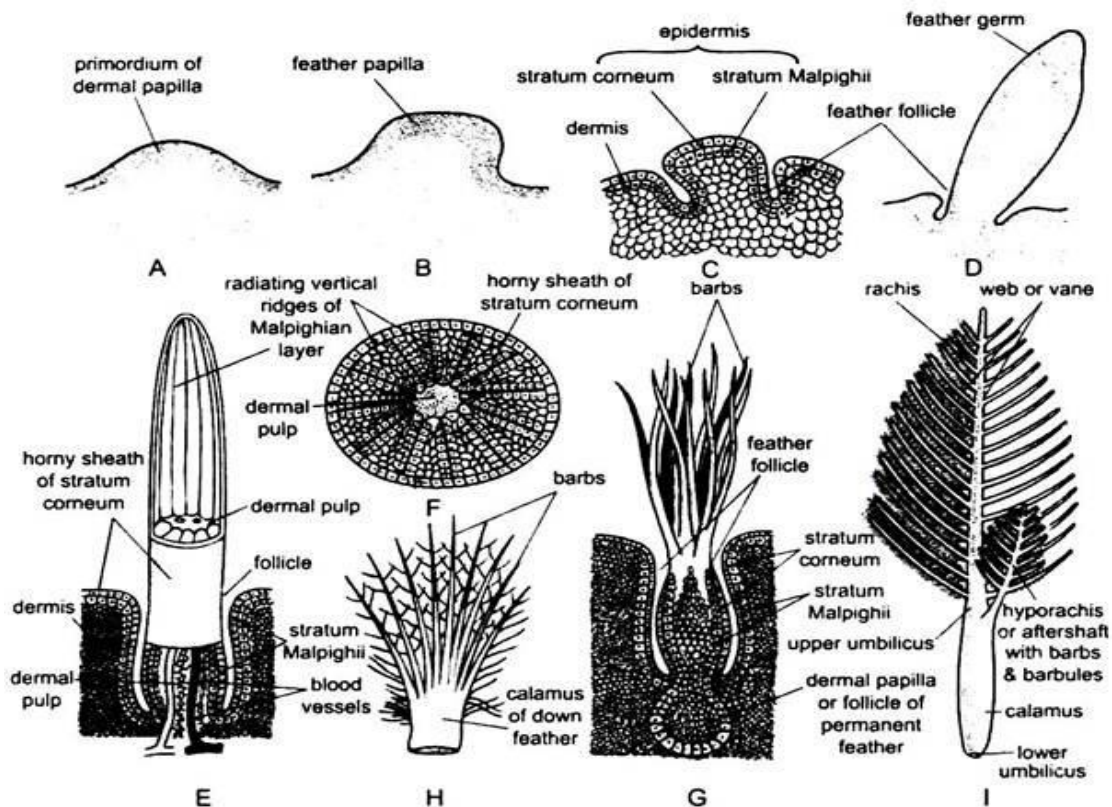 primordium of
dermal papilla
A
feather papilla
B
epidermis
stratum corneum
stratum Malpighii
dermis
feather follicle
C
feather germ
D
radiating vertical
ridges of
Malpighian
layer
horny sheath
of stratum
corneum
dermal pulp
follicle
dermis
dermal
pulp
stratum
Malpighii
blood
vessels
E
horny sheath of
stratum corneum
dermal
pulp
F
barbs
calamus
of down
feather
H
barbs
feather
follicle
stratum
corneum
stratum
Malpighii
dermal papilla
or follicle of
permanent
feather
G
rachis
web or vane
upper umbilicus
hyporachis
or aftershaft
with barbs
& barbules
calamus
lower
umbilicus
I